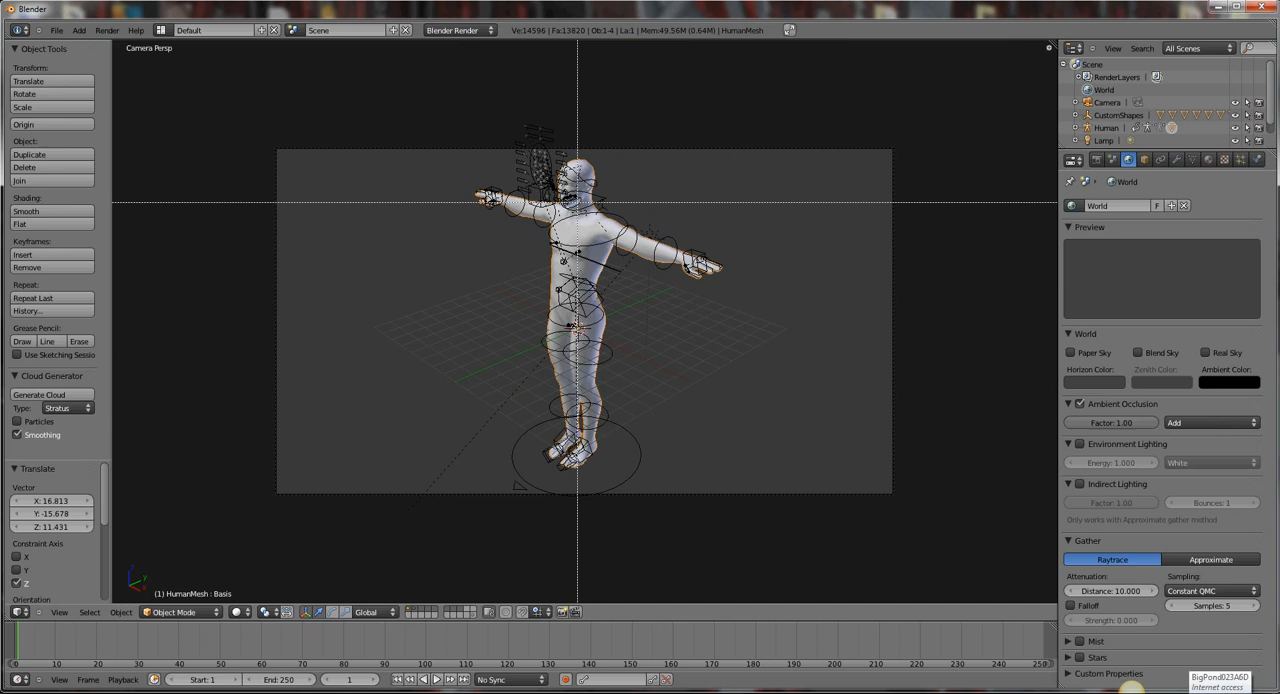 Blender
File Add Render Help Default Scene Blender Render Ve:14596 | Fa:13820 | Ob:1-4 | La:1 | Mem:49.56M (0.64M) | HumanMesh
Object Tools
Transform:
Translate
Rotate
Scale
Origin
Object:
Duplicate
Delete
Join
Shading:
Smooth
Flat
Keyframes:
Insert
Remove
Repeat:
Repeat Last
History...
Grease Pencil:
Draw Line Erase
Use Sketching Sessio
Cloud Generator
Generate Cloud
Type: Stratus
Particles
Smoothing
Translate
Vector
X: 16.813
Y: -15.678
Z: 11.431
Constraint Axis
X
Y
Z
Orientation
Camera Persp
(1) HumanMesh : Basis
View Select Object Object Mode Global
0 10 20 30 40 50 60 70 80 90 100 110 120 130 140 150 160 170 180 190 200 210 220 230 240 250
View Frame Playback Start: 1 End: 250 1 No Sync
View Search All Scenes
Scene
RenderLayers
World
Camera
CustomShapes
Human
Lamp
World
World F
Preview
World
Paper Sky Blend Sky Real Sky
Horizon Color: Zenith Color: Ambient Color:
Ambient Occlusion
Factor: 1.00 Add
Environment Lighting
Energy: 1.000 White
Indirect Lighting
Factor: 1.00 Bounces: 1
Only works with Approximate gather method
Gather
Raytrace Approximate
Attenuation: Sampling:
Distance: 10.000 Constant QMC
Falloff Samples: 5
Strength: 0.000
Mist
Stars
Custom Properties
BigPond023A6D
Internet access